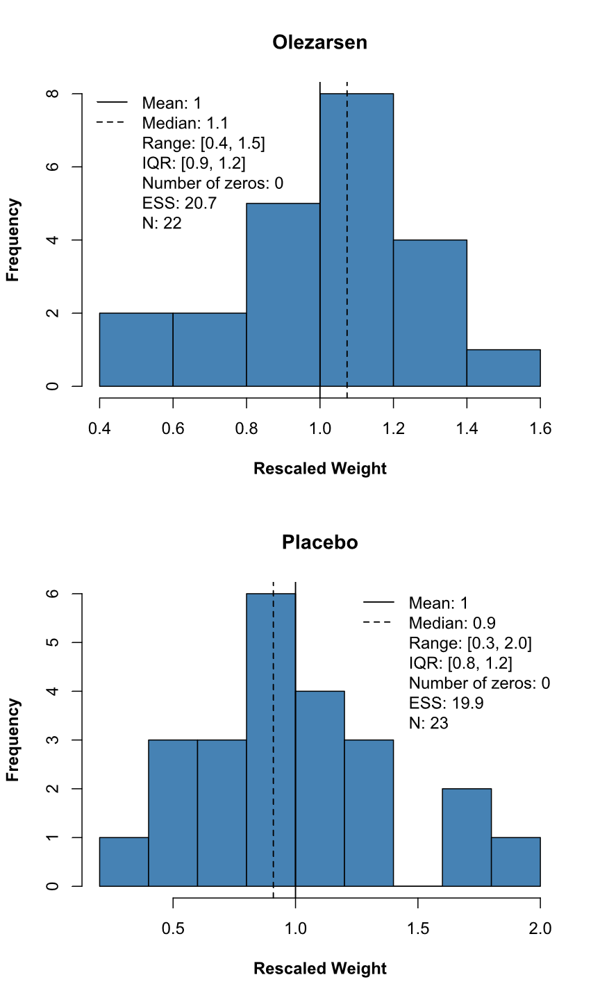 Olezarsen
Mean: 1
Median: 1.1
Range: [0.4, 1.5]
IQR: [0.9, 1.2]
Number of zeros: 0
ESS: 20.7
N: 22
Frequency
8
6
4
2
0
0.4 0.6 0.8 1.0 1.2 1.4 1.6
Rescaled Weight
Placebo
Mean: 1
Median: 0.9
Range: [0.3, 2.0]
IQR: [0.8, 1.2]
Number of zeros: 0
ESS: 19.9
N: 23
Frequency
6
5
4
3
2
1
0
0.5 1.0 1.5 2.0
Rescaled Weight